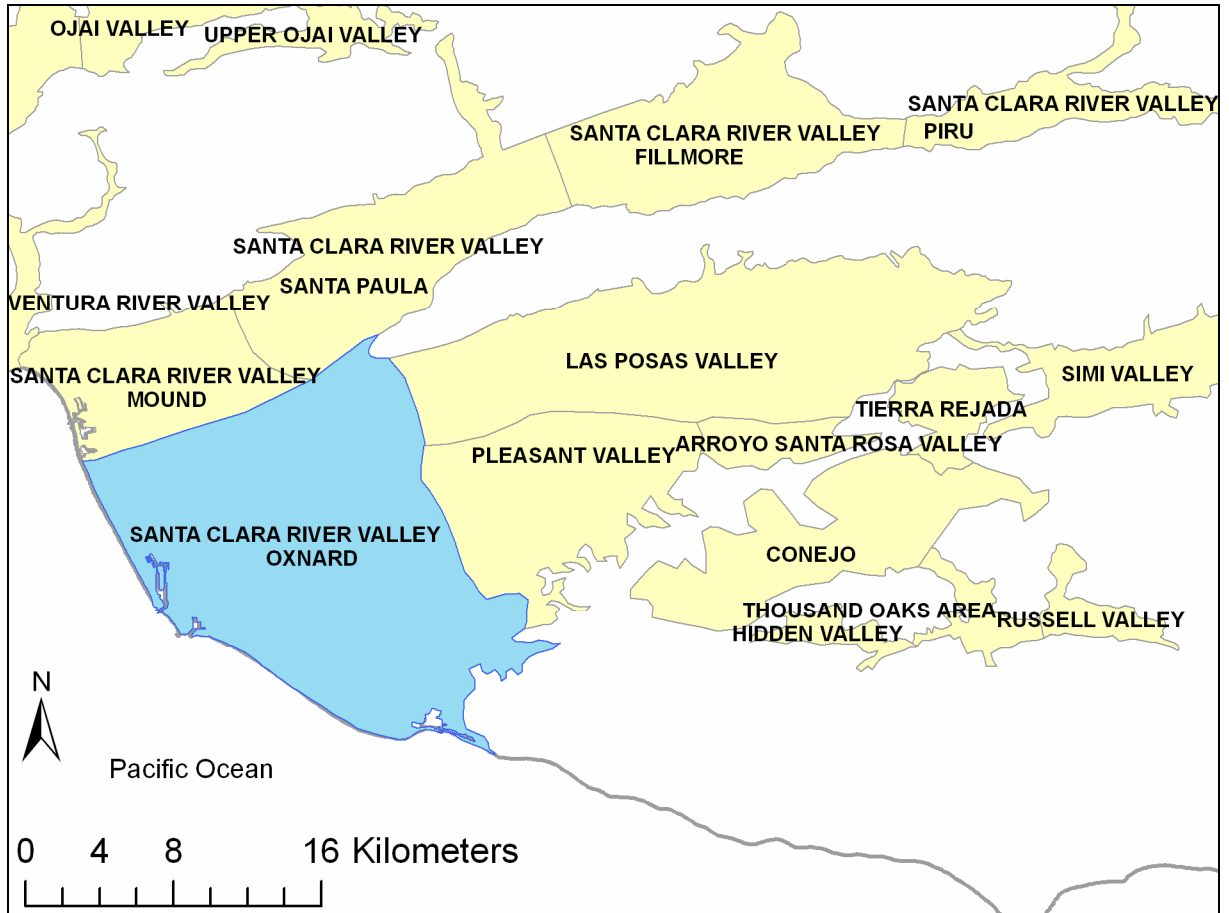 OJAI VALLEY
UPPER OJAI VALLEY
SANTA CLARA RIVER VALLEY
PIRU
SANTA CLARA RIVER VALLEY
FILLMORE
SANTA CLARA RIVER VALLEY
SANTA PAULA
VENTURA RIVER VALLEY
LAS POSAS VALLEY
SIMI VALLEY
SANTA CLARA RIVER VALLEY
MOUND
TIERRA REJADA
ARROYO SANTA ROSA VALLEY
PLEASANT VALLEY
SANTA CLARA RIVER VALLEY
OXNARD
CONEJO
THOUSAND OAKS AREA
RUSSELL VALLEY
HIDDEN VALLEY
N
Pacific Ocean
0 4 8 16 Kilometers